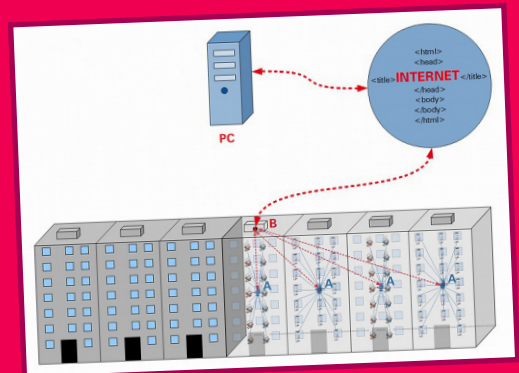 <html>
<head>
<title>INTERNET</title>
</head>
<body>
</body>
</html>
PC
B
A
A
A
A